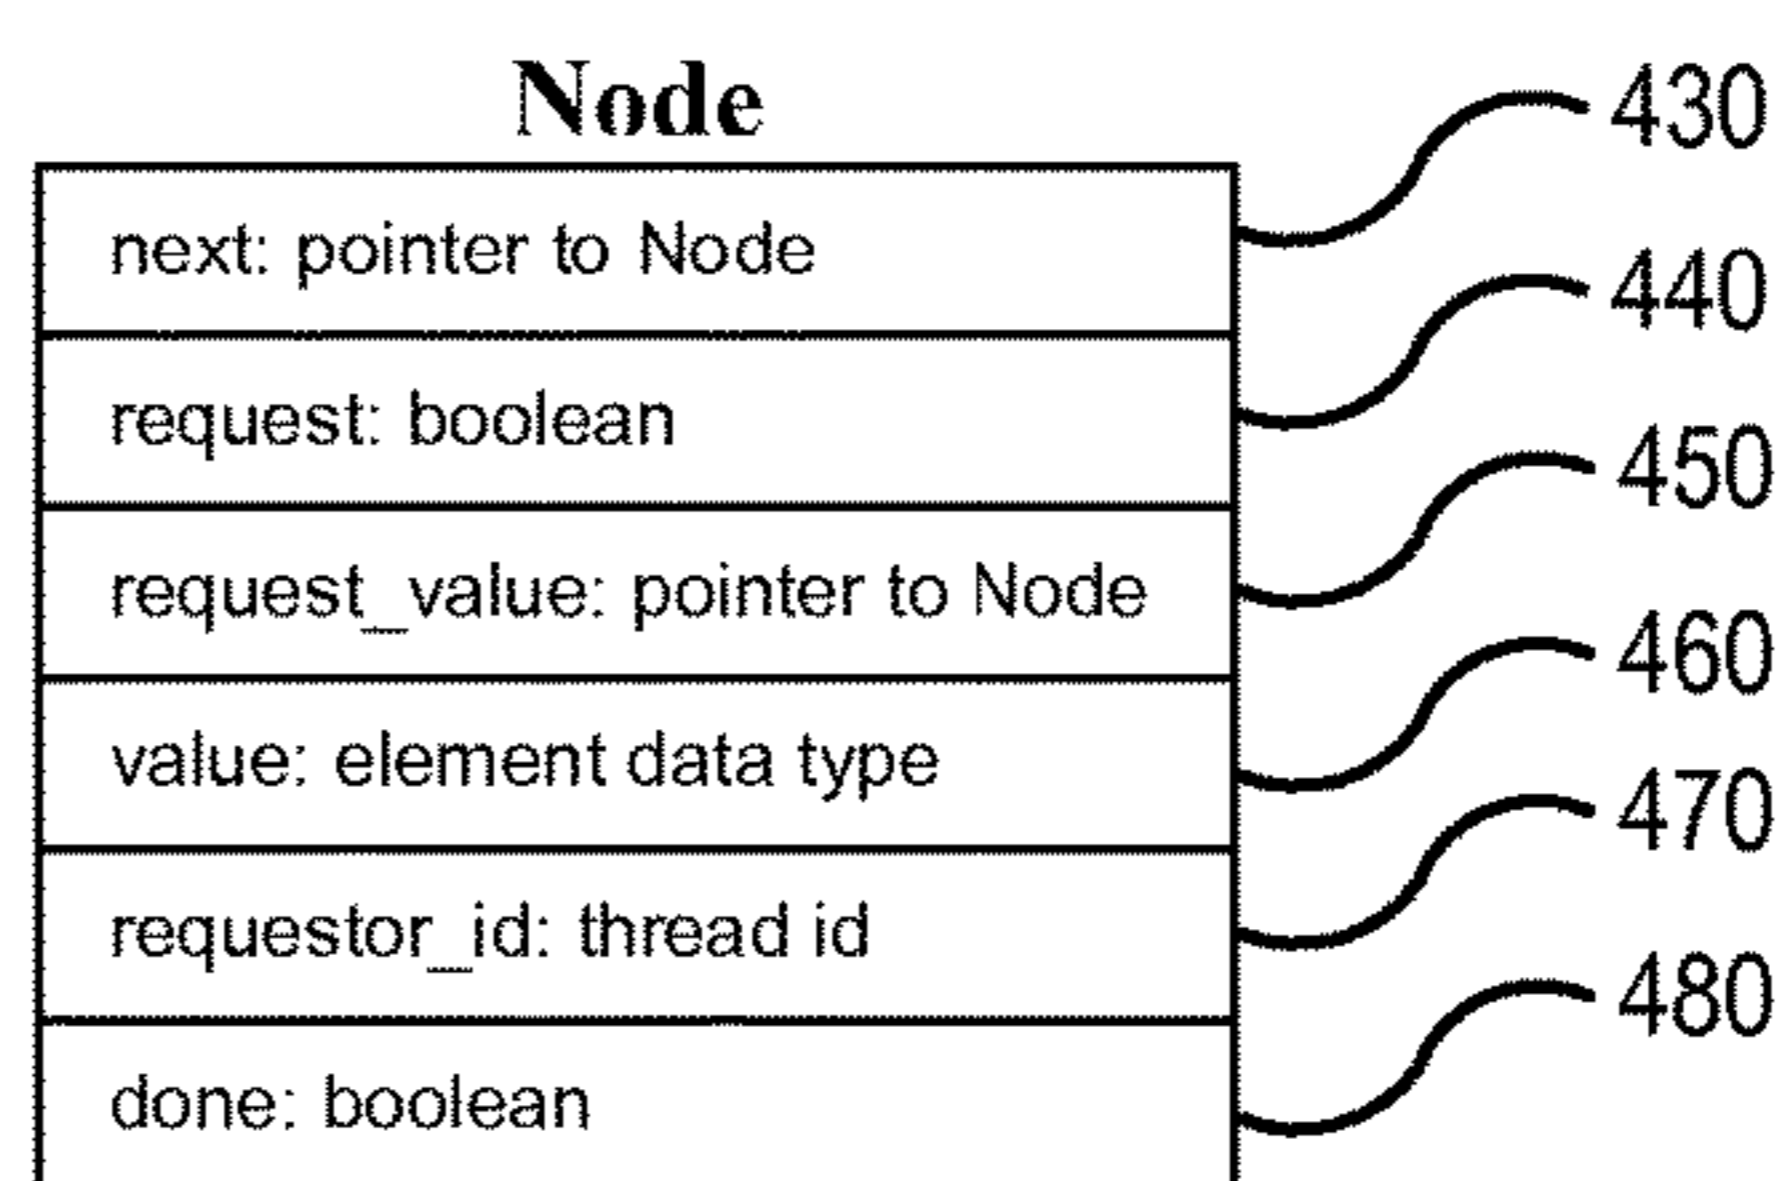 Node
next: pointer to Node 430
request: boolean 440
request_value: pointer to Node 450
value: element data type 460
requestor_id: thread id 470
done: boolean 480